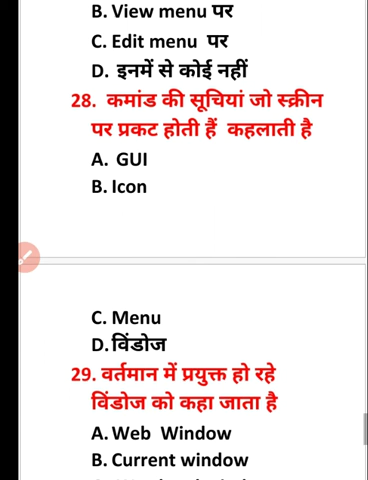 B. View menu पर
C. Edit menu पर
D. इनमें से कोई नहीं
28. कमांड की सूचियां जो स्क्रीन
पर प्रकट होती हैं कहलाती है
A. GUI
B. Icon
C. Menu
D. विंडोज
29. वर्तमान में प्रयुक्त हो रहे
विंडोज को कहा जाता है
A. Web Window
B. Current window